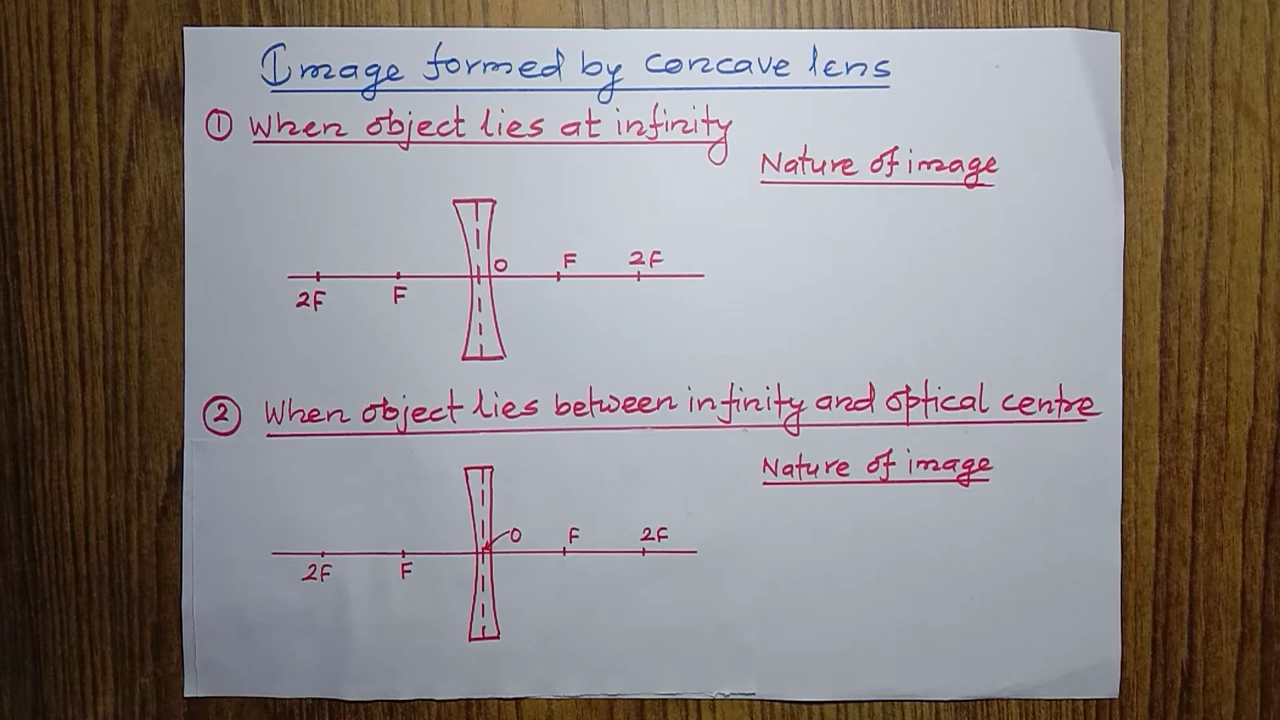 Image formed by concave lens
① When object lies at infinity
Nature of image
O F 2F
2F F
② When object lies between infinity and optical centre
Nature of image
O F 2F
2F F